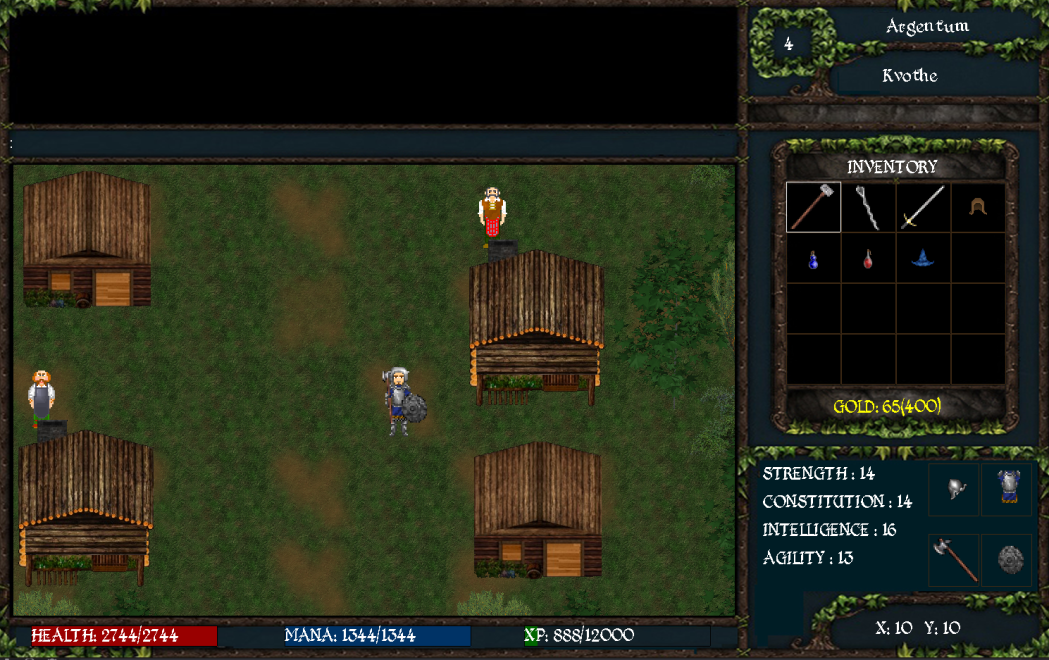 Argentum
4
Kvothe
:
INVENTORY
GOLD: 65(400)
STRENGTH : 14
CONSTITUTION : 14
INTELLIGENCE : 16
AGILITY : 13
HEALTH: 2744/2744
MANA: 1344/1344
XP: 888/12000
X: 10 Y: 10